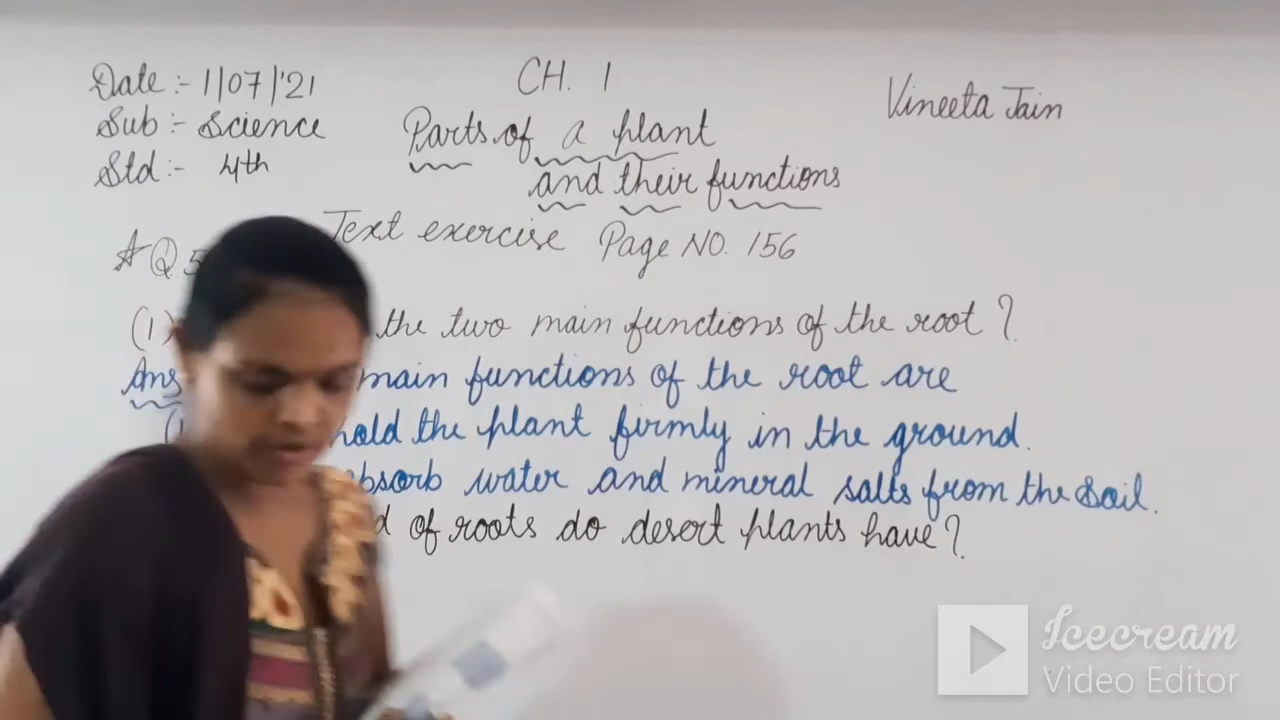 Date :- 1/07/'21
Sub :- Science
Std :- 4th
CH. 1
Parts of a plant
and their functions
Vineeta Jain
Text exercise Page NO. 156
Q.5
(1) the two main functions of the root ?
Ans main functions of the root are
hold the plant firmly in the ground.
absorb water and mineral salts from the soil.
of roots do desert plants have ?
Icecream
Video Editor